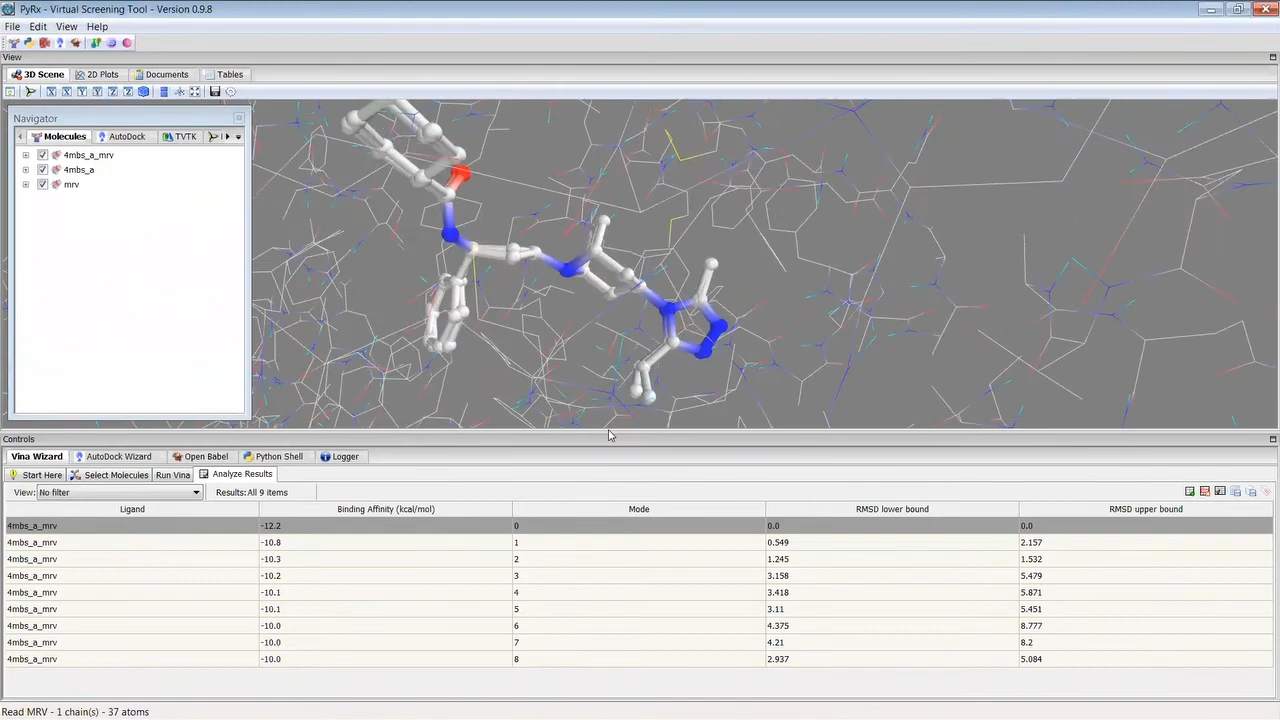 PyRx - Virtual Screening Tool - Version 0.9.8
File Edit View Help
View
3D Scene 2D Plots Documents Tables
Navigator
Molecules AutoDock TVTK
4mbs_a_mrv
4mbs_a
mrv
Controls
Vina Wizard AutoDock Wizard Open Babel Python Shell Logger
Start Here Select Molecules Run Vina Analyze Results
View: No filter Results: All 9 items
Ligand Binding Affinity (kcal/mol) Mode RMSD lower bound RMSD upper bound
4mbs_a_mrv -12.2 0 0.0 0.0
4mbs_a_mrv -10.8 1 0.549 2.157
4mbs_a_mrv -10.3 2 1.245 1.532
4mbs_a_mrv -10.2 3 3.158 5.479
4mbs_a_mrv -10.1 4 3.418 5.871
4mbs_a_mrv -10.1 5 3.11 5.451
4mbs_a_mrv -10.0 6 4.375 8.777
4mbs_a_mrv -10.0 7 4.21 8.2
4mbs_a_mrv -10.0 8 2.937 5.084
Read MRV - 1 chain(s) - 37 atoms